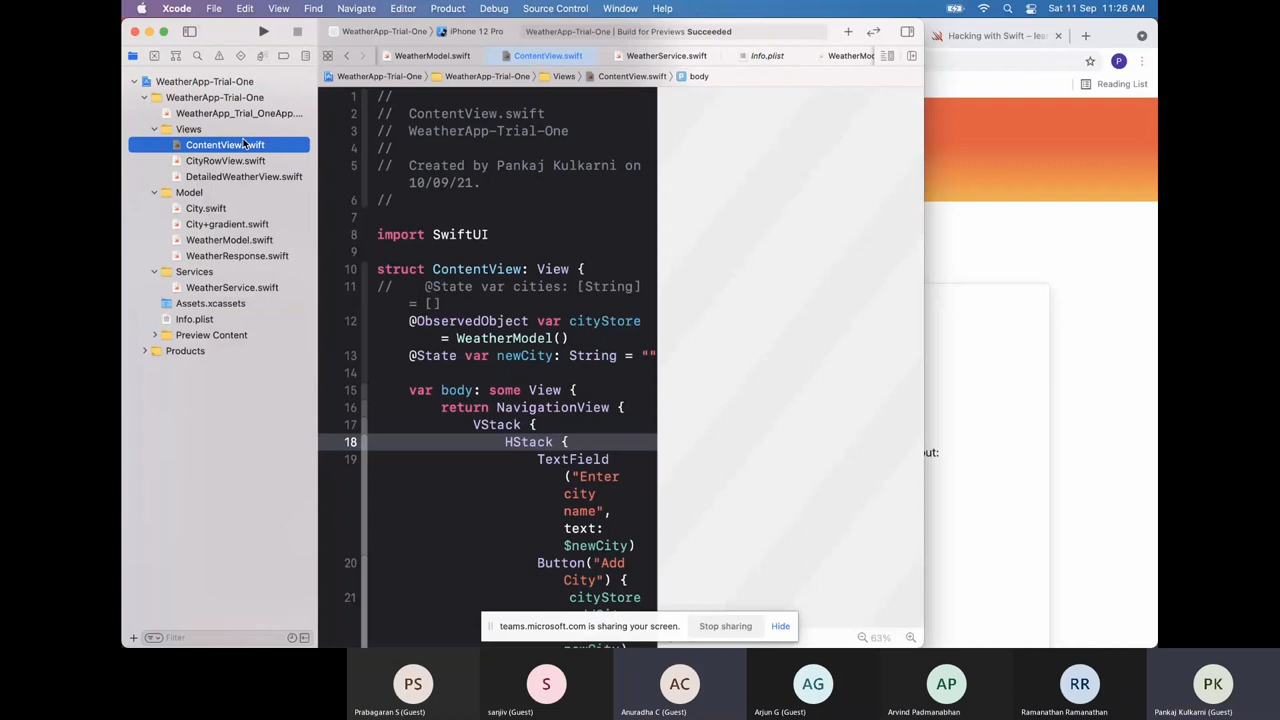 Xcode File Edit View Find Navigate Editor Product Debug Source Control Window Help
Sat 11 Sep 11:26 AM
WeatherApp-Trial-One
iPhone 12 Pro
WeatherApp-Trial-One | Build for Previews Succeeded
Hacking with Swift – lea
P
Reading List
WeatherModel.swift
ContentView.swift
WeatherService.swift
Info.plist
WeatherMod
WeatherApp-Trial-One
WeatherApp-Trial-One
Views
ContentView.swift
body
WeatherApp-Trial-One
WeatherApp-Trial-One
WeatherApp_Trial_OneApp....
Views
ContentView.swift
CityRowView.swift
DetailedWeatherView.swift
Model
City.swift
City+gradient.swift
WeatherModel.swift
WeatherResponse.swift
Services
WeatherService.swift
Assets.xcassets
Info.plist
Preview Content
Products
Filter
1 //
2 // ContentView.swift
3 // WeatherApp-Trial-One
4 //
5 // Created by Pankaj Kulkarni on
10/09/21.
6 //
7
8 import SwiftUI
9
10 struct ContentView: View {
11 // @State var cities: [String]
= []
12 @ObservedObject var cityStore
= WeatherModel()
13 @State var newCity: String = ""
14
15 var body: some View {
16 return NavigationView {
17 VStack {
18 HStack {
19 TextField
("Enter
city
name",
text:
$newCity)
20 Button("Add
City") {
21 cityStore
out:
teams.microsoft.com is sharing your screen.
Stop sharing
Hide
63%
PS
Prabagaran S (Guest)
S
sanjiv (Guest)
AC
Anuradha C (Guest)
AG
Arjun G (Guest)
AP
Arvind Padmanabhan
RR
Ramanathan Ramanathan
PK
Pankaj Kulkarni (Guest)